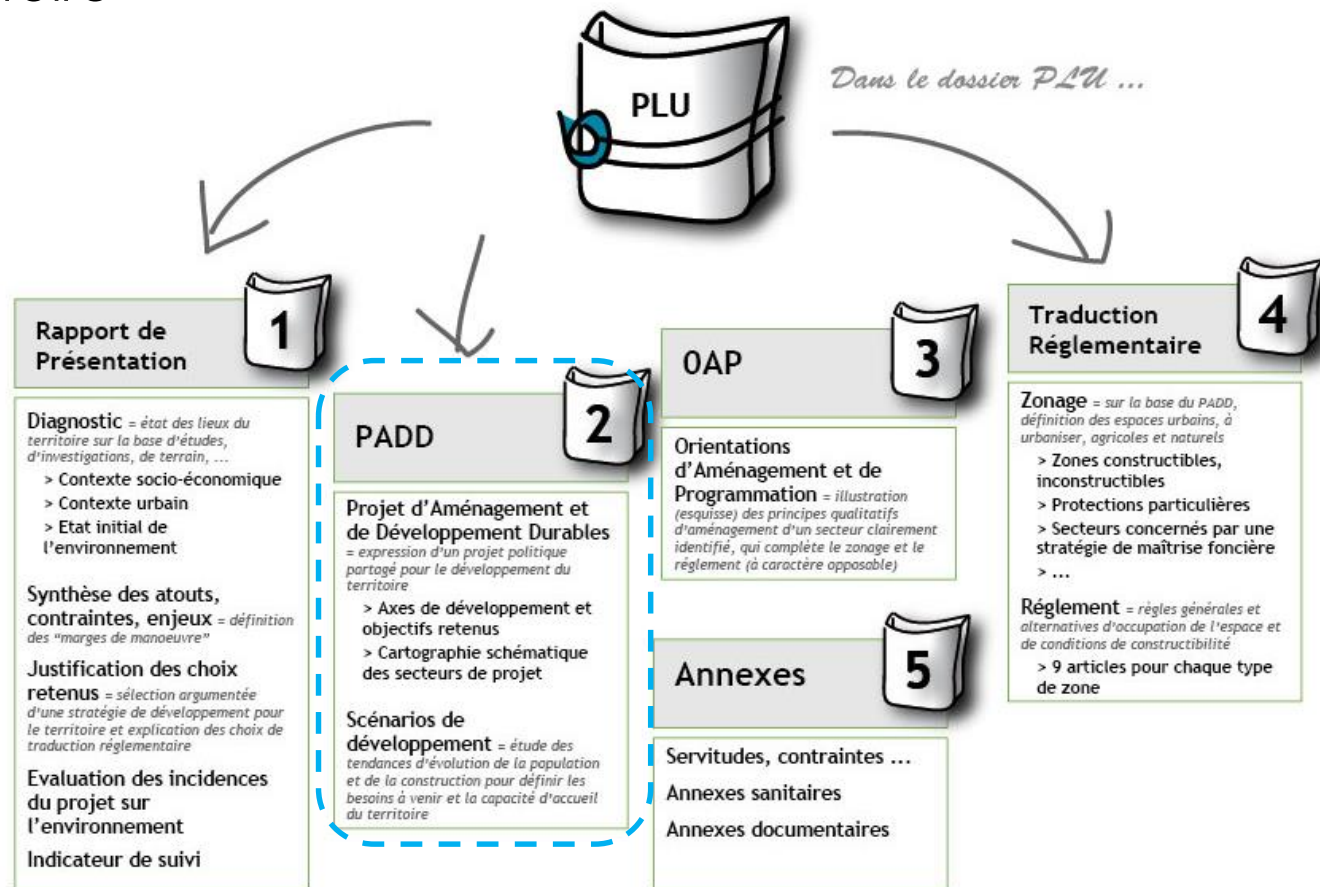 PLU
Dans le dossier PLU ...
1
Rapport de
Présentation
Diagnostic = état des lieux du
territoire sur la base d'études,
d'investigations, de terrain, ...
> Contexte socio-économique
> Contexte urbain
> Etat initial de
l'environnement
Synthèse des atouts,
contraintes, enjeux = définition
des "marges de manoeuvre"
Justification des choix
retenus = sélection argumentée
d'une stratégie de développement pour
le territoire et explication des choix de
traduction réglementaire
Evaluation des incidences
du projet sur
l'environnement
Indicateur de suivi
2
PADD
Projet d'Aménagement et
de Développement Durables
= expression d'un projet politique
partagé pour le développement du
territoire
> Axes de développement et
objectifs retenus
> Cartographie schématique
des secteurs de projet
Scénarios de
développement = étude des
tendances d'évolution de la population
et de la construction pour définir les
besoins à venir et la capacité d'accueil
du territoire
3
OAP
Orientations
d'Aménagement et de
Programmation = illustration
(esquisse) des principes qualitatifs
d'aménagement d'un secteur clairement
identifié, qui complète le zonage et le
réglement (à caractère opposable)
5
Annexes
Servitudes, contraintes ...
Annexes sanitaires
Annexes documentaires
4
Traduction
Réglementaire
Zonage = sur la base du PADD,
définition des espaces urbains, à
urbaniser, agricoles et naturels
> Zones constructibles,
inconstructibles
> Protections particulières
> Secteurs concernés par une
stratégie de maîtrise foncière
> ...
Réglement = règles générales et
alternatives d'occupation de l'espace et
de conditions de constructibilité
> 9 articles pour chaque type
de zone